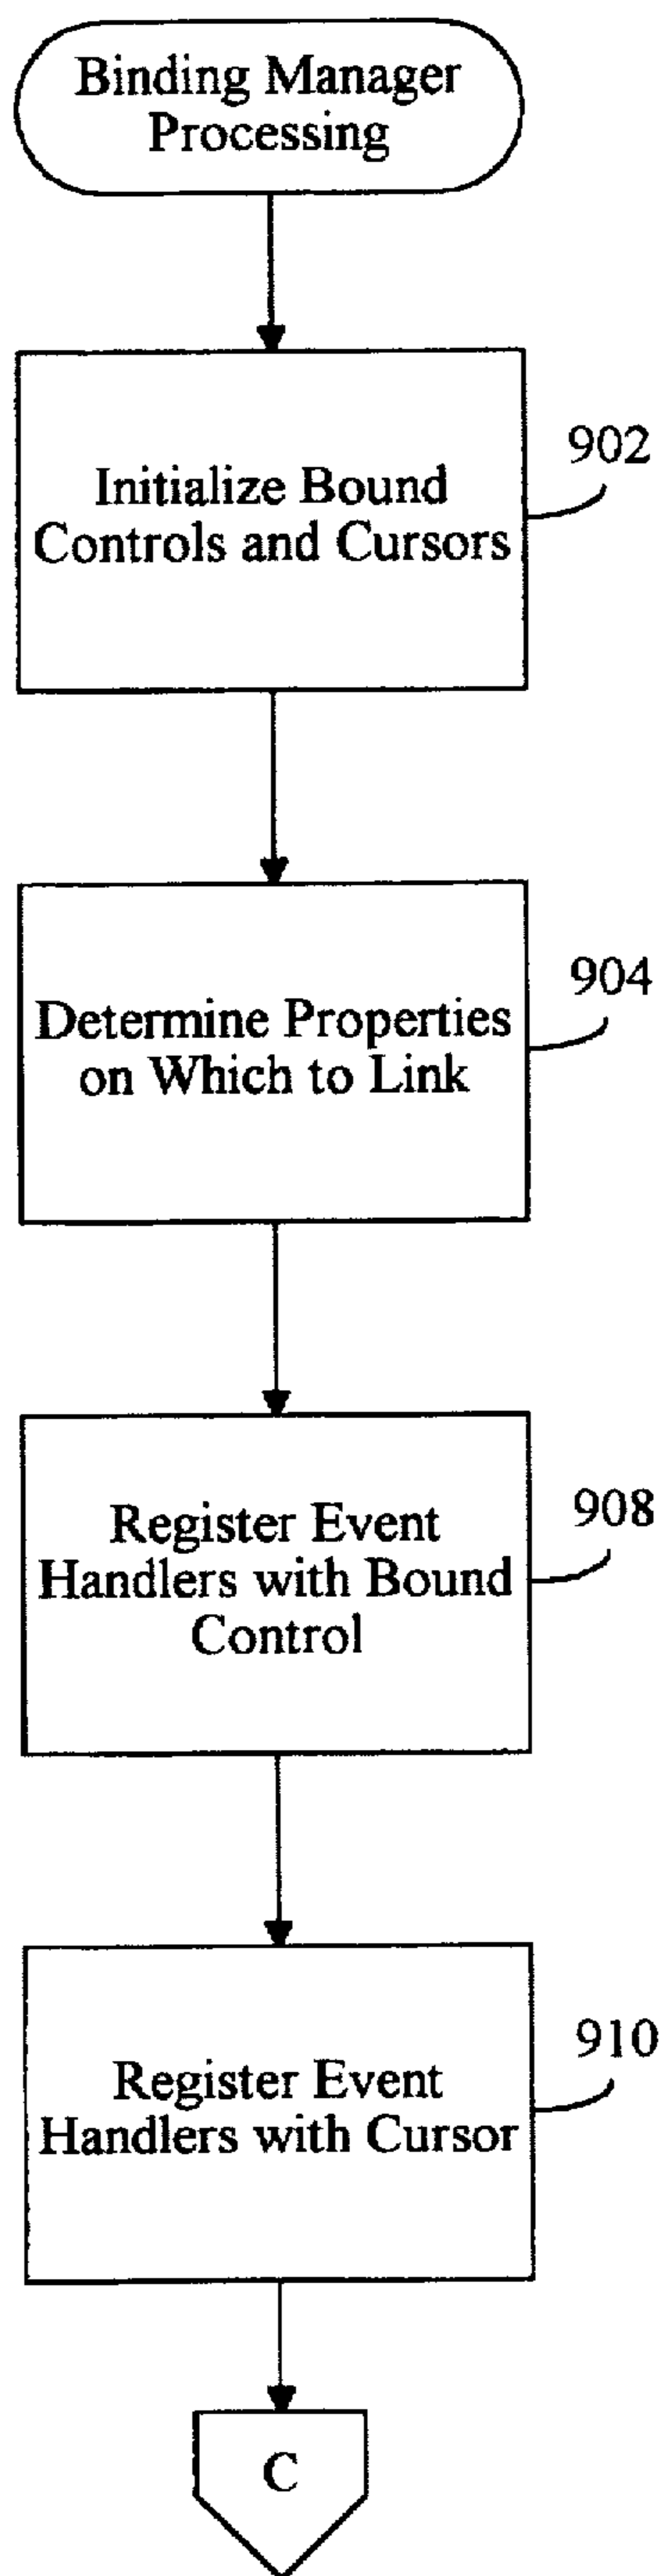 Binding Manager
Processing
902
Initialize Bound
Controls and Cursors
904
Determine Properties
on Which to Link
908
Register Event
Handlers with Bound
Control
910
Register Event
Handlers with Cursor
C